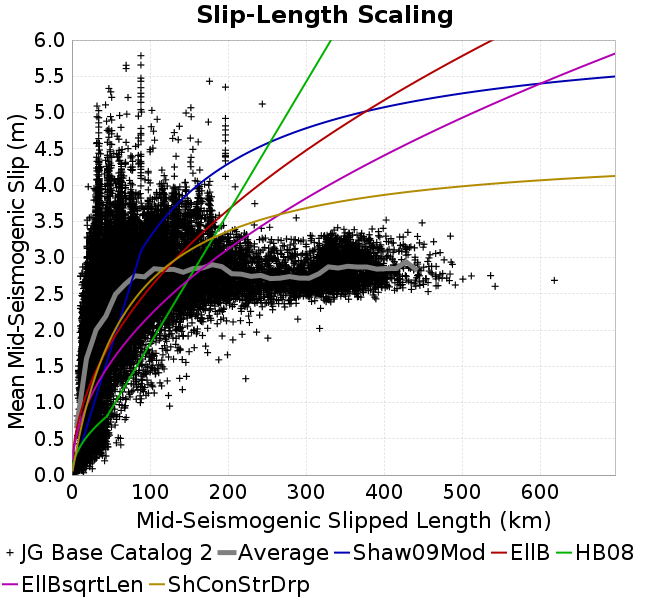 Slip-Length Scaling
Mean Mid-Seismogenic Slip (m)
6.0
5.5
5.0
4.5
4.0
3.5
3.0
2.5
2.0
1.5
1.0
0.5
0.0
0 100 200 300 400 500 600
Mid-Seismogenic Slipped Length (km)
JG Base Catalog 2 Average Shaw09Mod EllB HB08
EllBsqrtLen ShConStrDrp